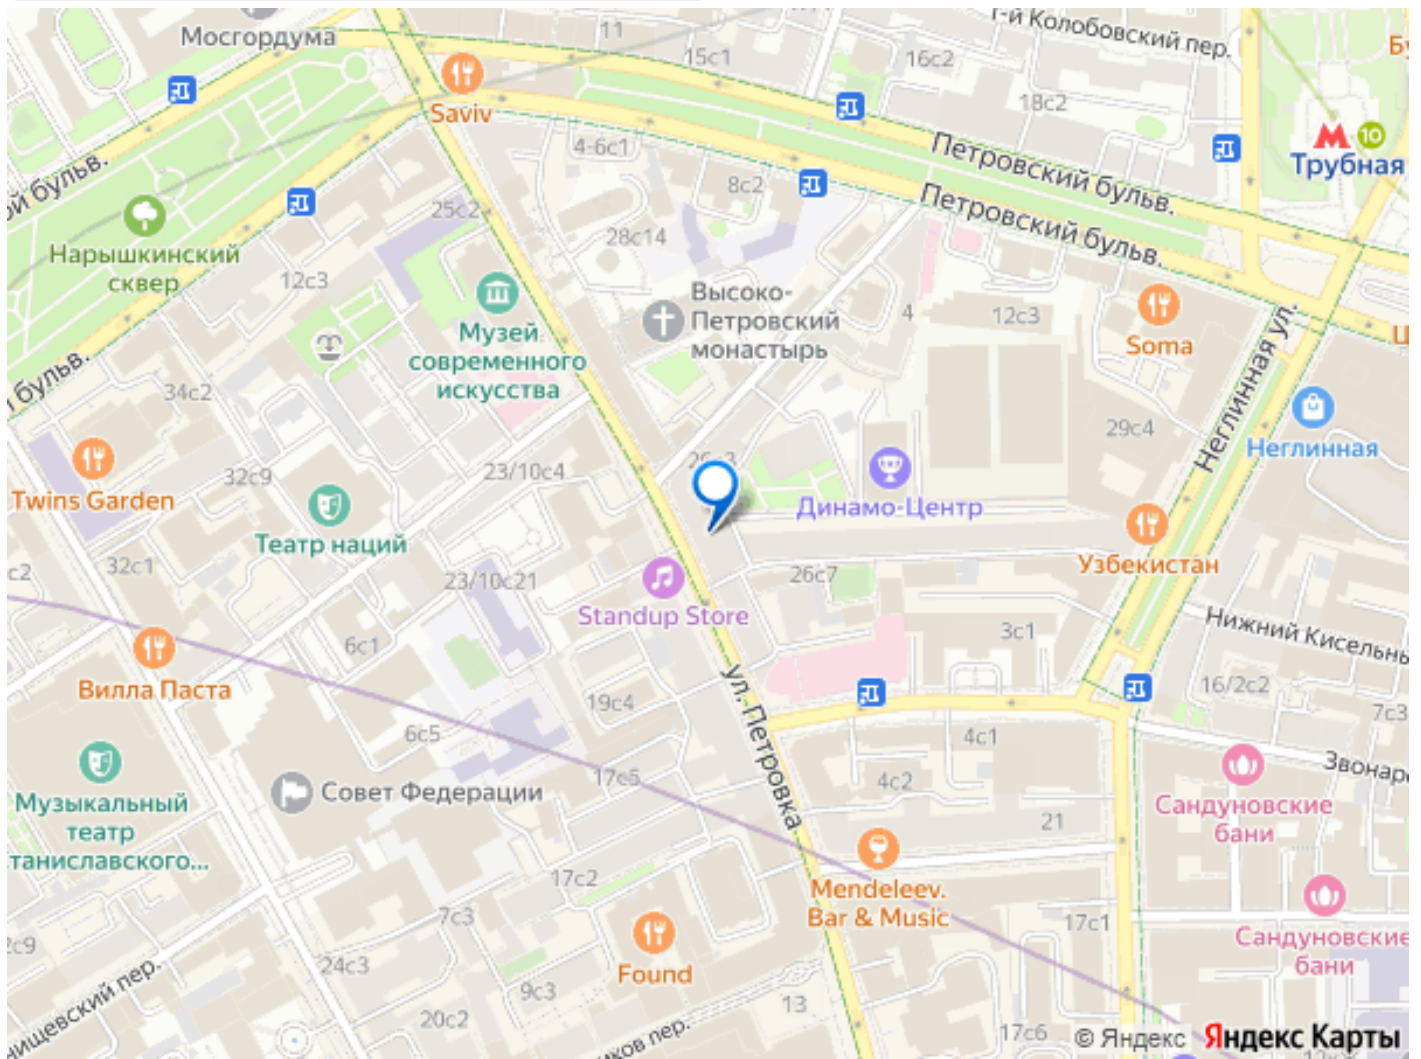 Мосгордума
11
15с1
16с2
1-й Колобовский пер.
Saviv
18с2
10
Трубная
4-6с1
Петровский бульв.
8с2
Петровский бульв.
25с2
28с14
Нарышкинский
сквер
12с3
Высоко-
Петровский
монастырь
4
12с3
Soma
Музей
современного
искусства
бульв.
34с2
Неглинная ул.
29с4
Неглинная
Twins Garden
32с9
23/10с4
26с3
Динамо-Центр
Театр наций
Узбекистан
32с1
23/10с21
26с7
Standup Store
6с1
3с1
Нижний Кисельны
Вилла Паста
19с4
ул. Петровка
16/2с2
7с3
6с5
4с1
Звонар
17с5
4с2
Совет Федерации
Музыкальный
театр
таниславского...
Сандуновские
бани
21
17с2
Mendeleev.
Bar & Music
7с3
17с1
Сандуновские
бани
24с3
Found
9с3
13
20с2
17с6
© Яндекс Яндекс Карты